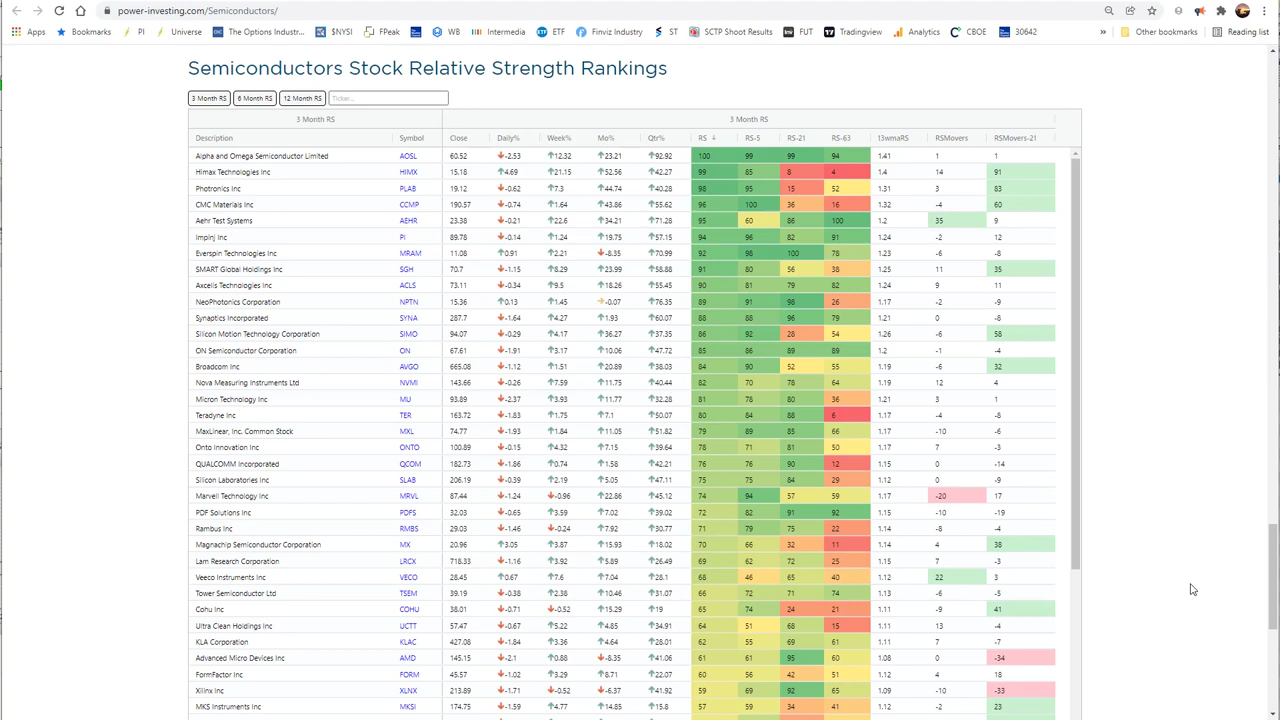 power-investing.com/Semiconductors/
Apps Bookmarks PI Universe The Options Industr... $NYSI FPeak WB Intermedia ETF Finviz Industry ST SCTP Shoot Results FUT Tradingview Analytics CBOE 30642 » Other bookmarks Reading list
Semiconductors Stock Relative Strength Rankings
3 Month RS 6 Month RS 12 Month RS Ticker...
3 Month RS 3 Month RS
Description Symbol Close Daily% Week% Mo% Qtr% RS RS-5 RS-21 RS-63 13wmaRS RSMovers RSMovers-21
Alpha and Omega Semiconductor Limited AOSL 60.52 -2.53 12.32 23.21 92.92 100 99 99 94 1.41 1 1
Himax Technologies Inc HIMX 15.18 4.69 21.15 52.56 42.27 99 85 8 4 1.4 14 91
Photronics Inc PLAB 19.12 -0.62 7.3 44.74 40.28 98 95 15 52 1.31 3 83
CMC Materials Inc CCMP 190.57 -0.74 1.64 43.86 55.62 96 100 36 16 1.32 -4 60
Aehr Test Systems AEHR 23.38 -0.21 22.6 34.21 71.28 95 60 86 100 1.24 35 9
Impinj Inc PI 89.78 -0.14 1.24 19.75 57.15 94 96 82 91 1.27 -2 12
Everspin Technologies Inc MRAM 11.08 0.91 2.21 -8.35 70.99 92 98 100 78 1.23 -6 -8
SMART Global Holdings Inc SGH 70.7 -1.15 8.29 23.99 58.88 91 80 56 38 1.25 11 35
Axcelis Technologies Inc ACLS 73.11 -0.34 9.5 18.26 54.22 90 81 79 82 1.24 9 11
NeoPhotonics Corporation NPTN 15.36 0.13 1.45 -0.07 76.35 89 91 98 26 1.17 -2 -9
Synaptics Incorporated SYNA 287.7 -1.64 4.27 1.93 60.07 88 88 96 79 1.21 0 -8
Silicon Motion Technology Corporation SIMO 94.07 -0.29 4.17 36.27 37.35 86 92 28 54 1.26 -6 58
ON Semiconductor Corporation ON 67.61 -1.91 3.17 10.06 47.72 85 86 89 89 1.2 -1 -4
Broadcom Inc AVGO 665.08 -1.12 1.51 20.89 38.03 84 90 52 55 1.19 -6 32
Nova Measuring Instruments Ltd NVMI 143.66 -0.26 7.59 11.75 40.44 82 70 78 64 1.19 12 4
Micron Technology Inc MU 93.89 -2.37 3.93 11.77 32.28 81 78 80 36 1.21 3 1
Teradyne Inc TER 163.72 -1.83 1.75 7.1 50.07 80 84 88 6 1.17 -4 -8
MaxLinear, Inc. Common Stock MXL 74.77 -1.93 1.84 11.05 51.82 79 89 85 66 1.17 -10 -6
Onto Innovation Inc ONTO 100.89 -0.15 4.32 7.15 39.64 78 71 81 50 1.17 7 -3
QUALCOMM Incorporated QCOM 182.73 -1.86 0.74 1.58 42.21 76 76 90 12 1.15 0 -14
Silicon Laboratories Inc SLAB 206.19 -0.39 2.19 5.05 47.11 75 75 84 29 1.12 0 -9
Marvell Technology Inc MRVL 87.44 -1.24 -0.96 22.86 45.12 74 94 57 59 1.17 -20 17
PDF Solutions Inc PDFS 32.03 -0.65 3.59 7.02 39.02 72 82 91 92 1.15 -10 -19
Rambus Inc RMBS 29.03 -1.46 -0.24 7.92 30.77 71 79 75 22 1.14 -8 -4
Magnachip Semiconductor Corporation MX 20.96 3.05 3.87 15.93 18.02 70 66 32 11 1.14 4 38
Lam Research Corporation LRCX 718.33 -1.16 3.92 5.89 26.49 69 62 72 25 1.15 7 -3
Veeco Instruments Inc VECO 28.45 0.67 7.6 7.04 28.1 68 46 65 40 1.12 22 3
Tower Semiconductor Ltd TSEM 39.19 -0.38 2.38 10.46 31.07 66 72 71 74 1.13 -6 -5
Cohu Inc COHU 38.01 -0.71 -0.52 15.29 19 65 74 24 21 1.11 -9 41
Ultra Clean Holdings Inc UCTT 57.47 -0.67 5.22 4.85 34.91 64 51 68 15 1.11 13 -4
KLA Corporation KLAC 427.08 -1.84 3.36 4.64 28.01 62 55 69 61 1.11 7 -7
Advanced Micro Devices Inc AMD 145.15 -2.1 0.88 -8.35 41.06 61 61 95 60 1.08 0 -34
FormFactor Inc FORM 45.57 -1.02 3.29 8.71 22.07 60 56 42 51 1.12 4 18
Xilinx Inc XLNX 213.89 -1.71 -0.52 -6.37 41.92 59 69 92 65 1.09 -10 -33
MKS Instruments Inc MKSI 174.75 -1.59 4.77 14.85 15.8 57 59 34 41 1.11 -2 23